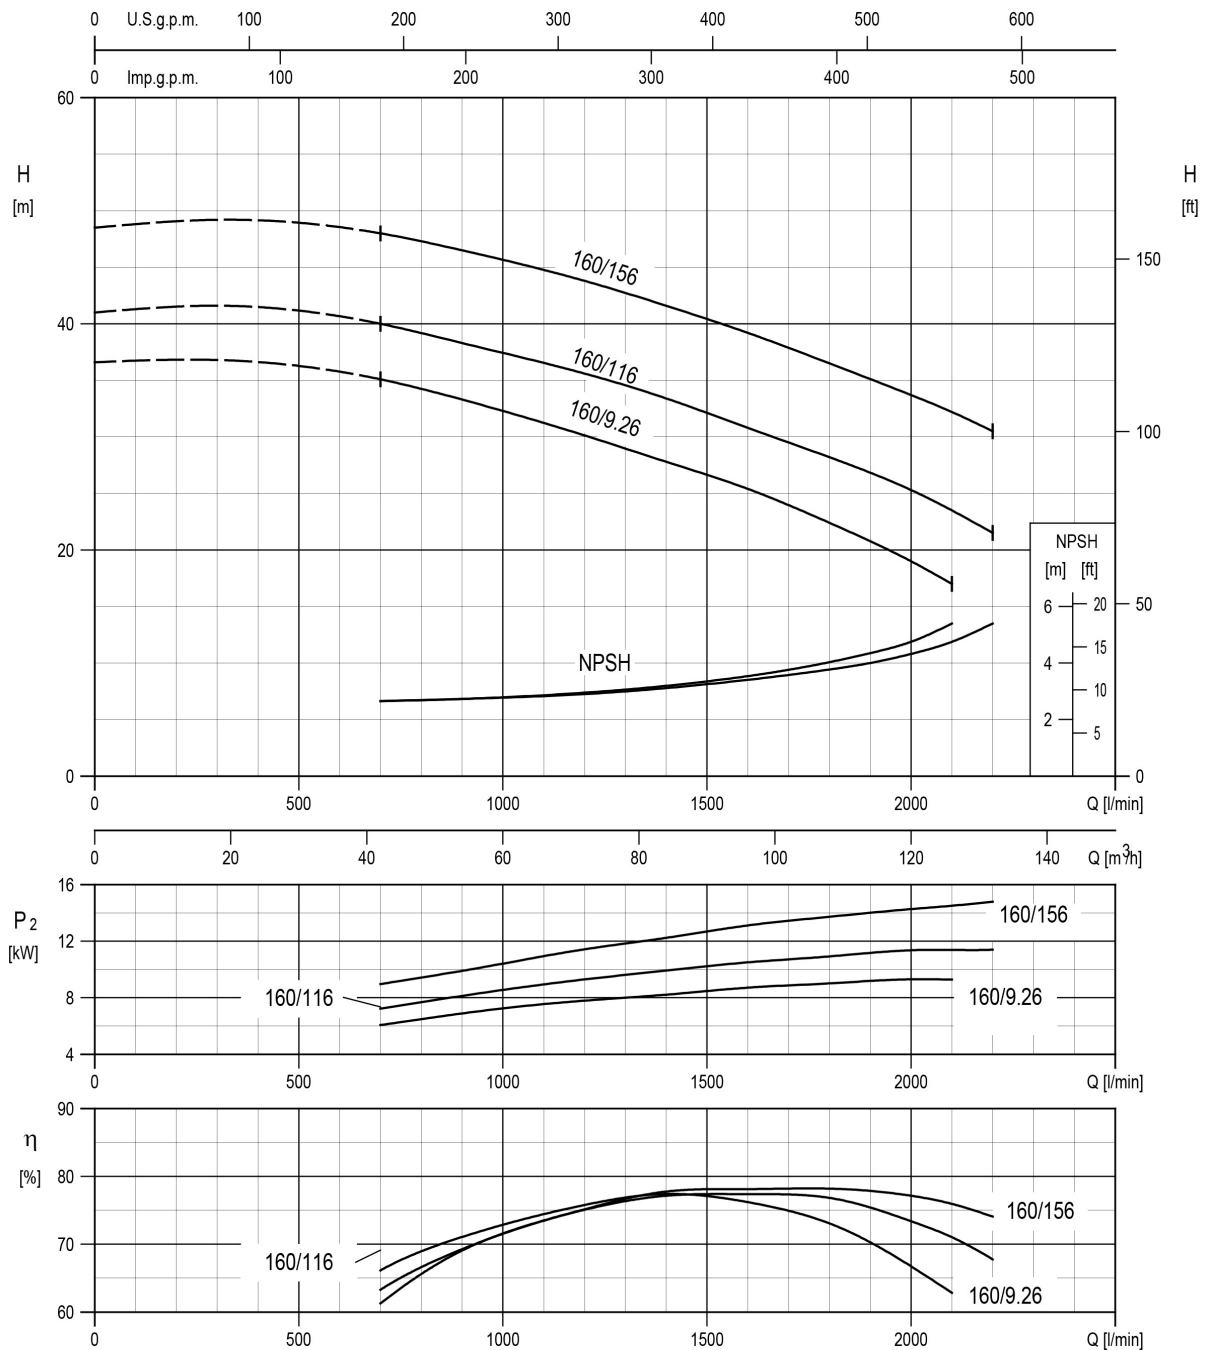 0 U.S.g.p.m. 100 200 300 400 500 600
0 Imp.g.p.m. 100 200 300 400 500
60
H H
[m] [ft]
160/156
150
40
160/116
160/9.26
100
20
NPSH
[m] [ft]
6 20 50
NPSH
15
4
10
2
5
0 0
0 500 1000 1500 2000 Q [l/min]
0 20 40 60 80 100 120 140 Q [m³/h]
16
P2
[kW]
160/156
12
8
160/116 160/9.26
4
0 500 1000 1500 2000 Q [l/min]
90
η
[%] 80
160/156
70
160/116
160/9.26
60
0 500 1000 1500 2000 Q [l/min]